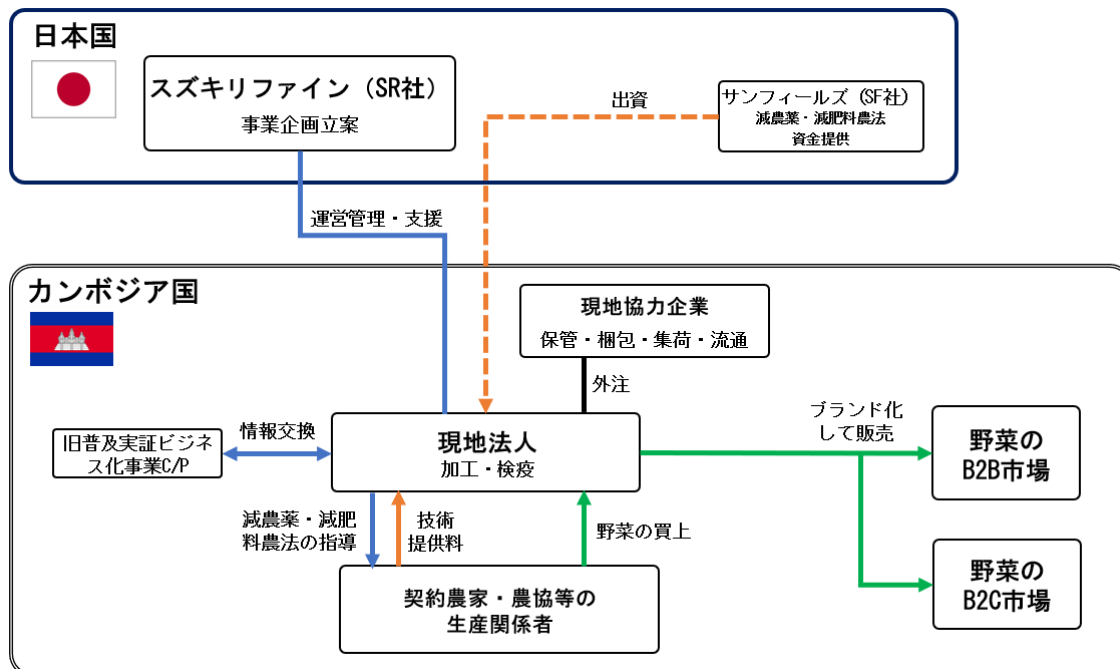 日本国
スズキリファイン（SR社）
事業企画立案
出資
サンフィールズ（SF社）
減農薬・減肥料農法
資金提供
運営管理・支援
カンボジア国
現地協力企業
保管・梱包・集荷・流通
外注
旧普及実証ビジネ
ス化事業C/P
情報交換
現地法人
加工・検疫
ブランド化
して販売
野菜の
B2B市場
減農薬・減肥
料農法の指導
技術
提供料
野菜の買上
野菜の
B2C市場
契約農家・農協等の
生産関係者